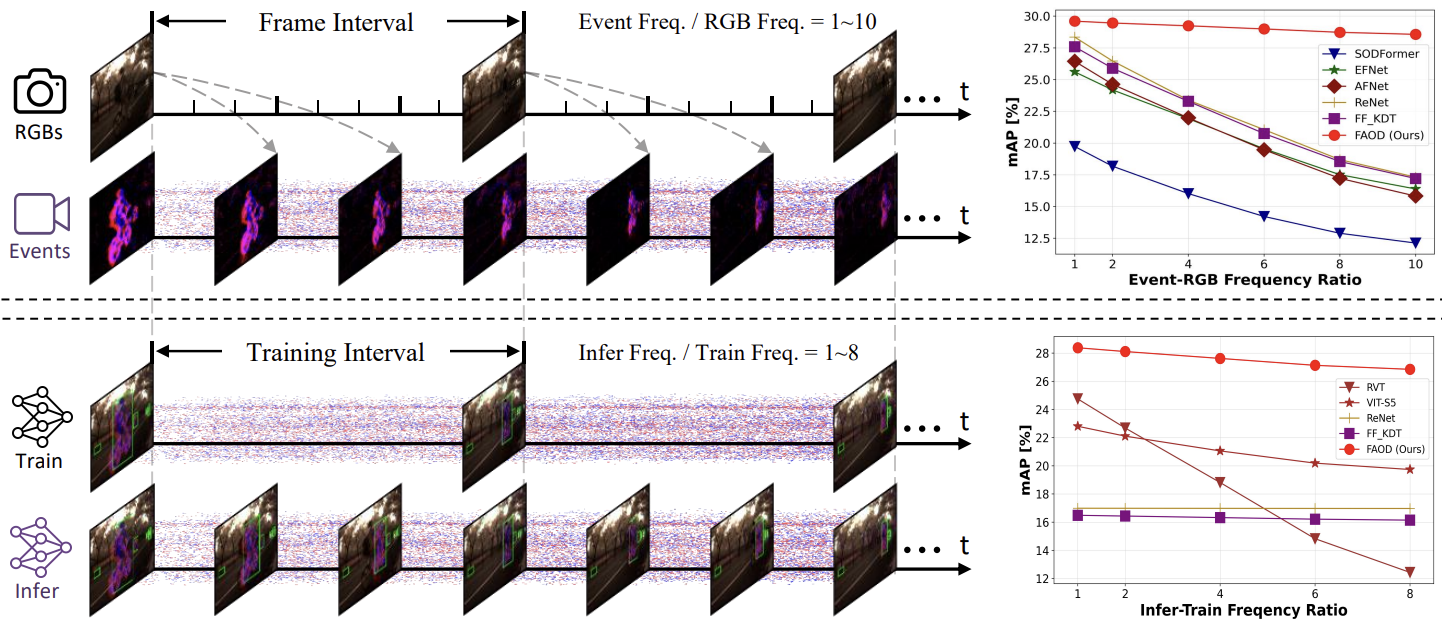 Frame Interval
Event Freq. / RGB Freq. = 1~10
RGBs
t
Events
t
30.0
27.5
25.0
22.5
20.0
17.5
15.0
12.5
mAP [%]
SODFormer
EFNet
AFNet
ReNet
FF_KDT
FAOD (Ours)
1 2 4 6 8 10
Event-RGB Frequency Ratio
Training Interval
Infer Freq. / Train Freq. = 1~8
Train
t
Infer
t
28
26
24
22
20
18
16
14
12
mAP [%]
RVT
VIT-S5
ReNet
FF_KDT
FAOD (Ours)
1 2 4 6 8
Infer-Train Freqency Ratio